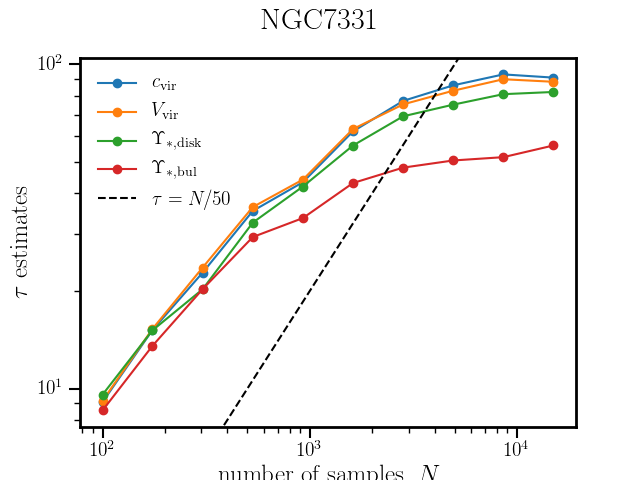 NGC7331
10²
c_vir
V_vir
Υ_*,disk
Υ_*,bul
τ = N/50
τ estimates
10¹
10² 10³ 10⁴
number of samples, N